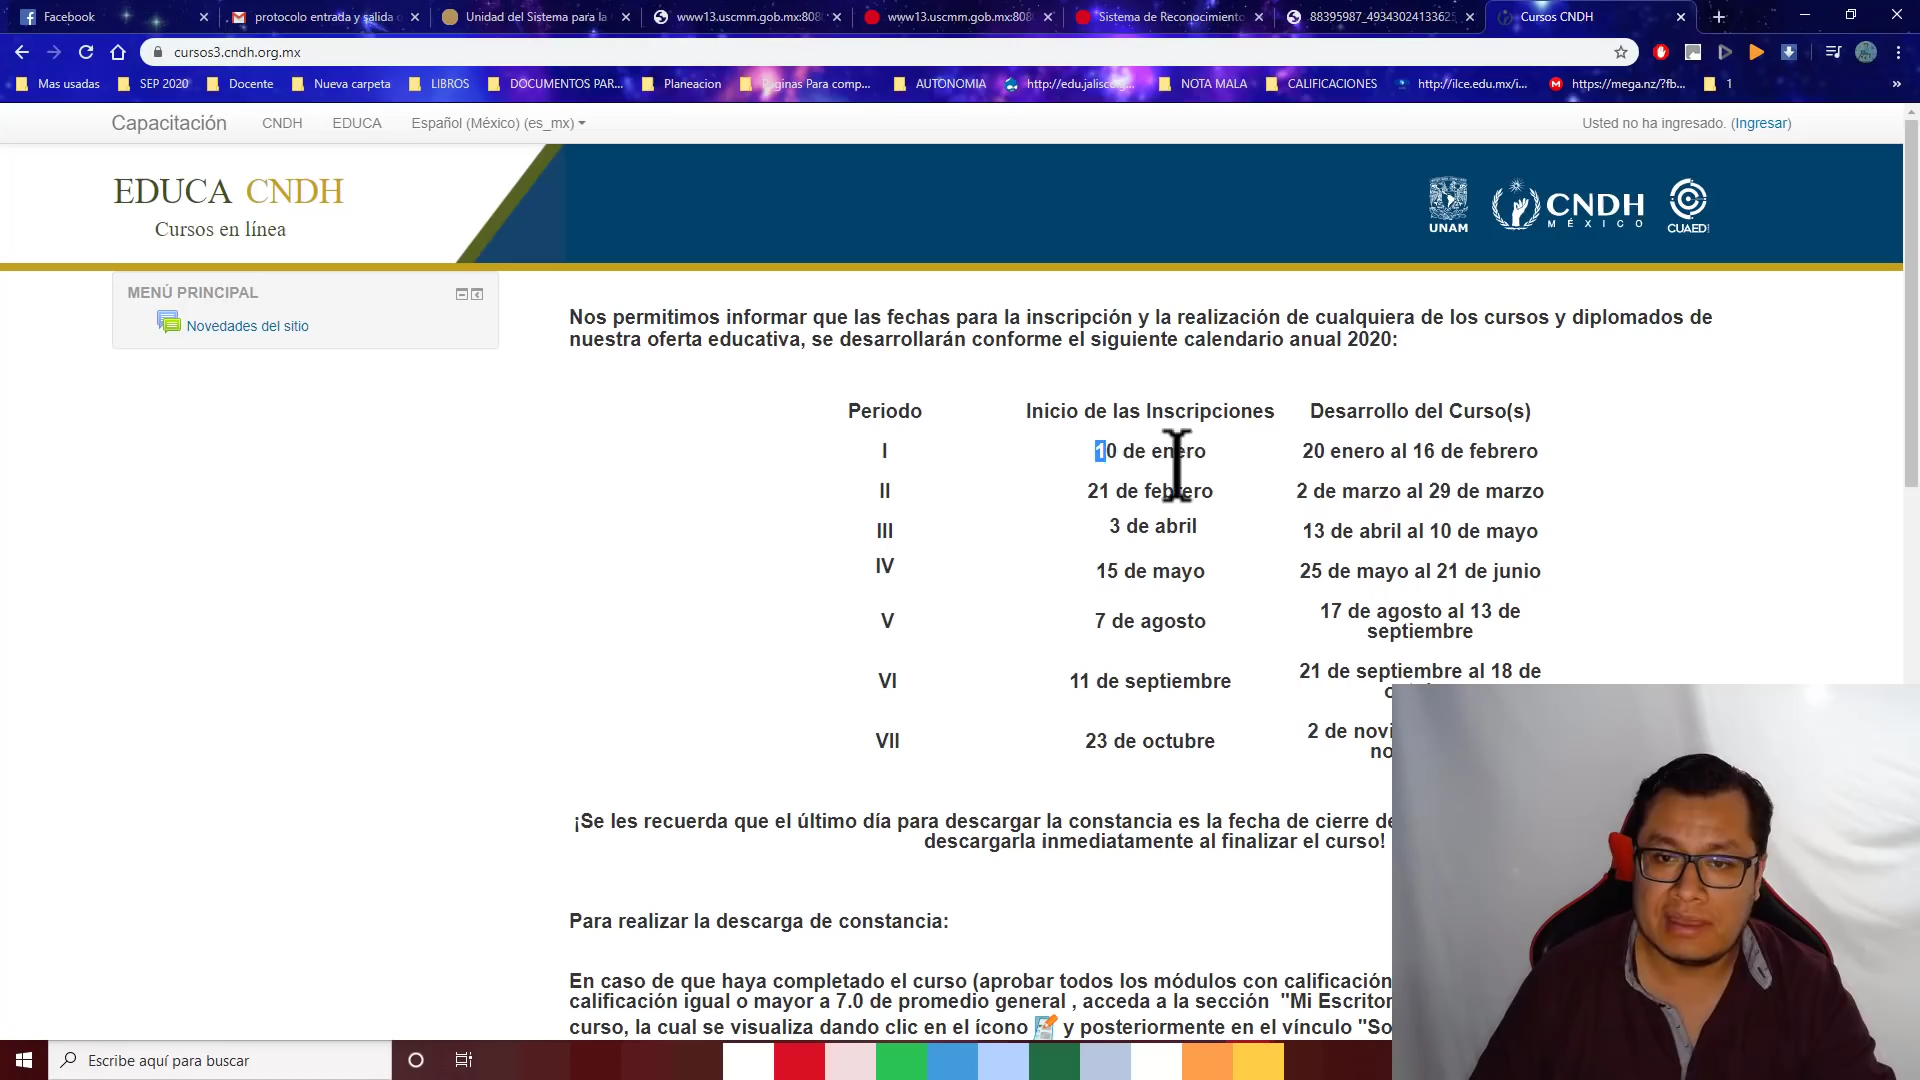 Facebook
protocolo entrada y salida
Unidad del Sistema para la
www13.uscmm.gob.mx:808
www13.uscmm.gob.mx:808
Sistema de Reconocimiento
88395987_49343024133625
Cursos CNDH
cursos3.cndh.org.mx
Mas usadas
SEP 2020
Docente
Nueva carpeta
LIBROS
DOCUMENTOS PAR...
Planeacion
Paginas Para comp...
AUTONOMIA
http://edu.jalisco.g...
NOTA MALA
CALIFICACIONES
http://ilce.edu.mx/i...
https://mega.nz/?fb...
1
Capacitación
CNDH
EDUCA
Español (México) (es_mx)
Usted no ha ingresado. (Ingresar)
EDUCA CNDH
Cursos en línea
UNAM
CNDH
MÉXICO
CUAED
MENÚ PRINCIPAL
Novedades del sitio
Nos permitimos informar que las fechas para la inscripción y la realización de cualquiera de los cursos y diplomados de
nuestra oferta educativa, se desarrollarán conforme el siguiente calendario anual 2020:
Periodo Inicio de las Inscripciones Desarrollo del Curso(s)
I 10 de enero 20 enero al 16 de febrero
II 21 de febrero 2 de marzo al 29 de marzo
III 3 de abril 13 de abril al 10 de mayo
IV 15 de mayo 25 de mayo al 21 de junio
V 7 de agosto 17 de agosto al 13 de
septiembre
VI 11 de septiembre 21 de septiembre al 18 de
VII 23 de octubre 2 de novi
no
¡Se les recuerda que el último día para descargar la constancia es la fecha de cierre de
descargarla inmediatamente al finalizar el curso!
Para realizar la descarga de constancia:
En caso de que haya completado el curso (aprobar todos los módulos con calificación
calificación igual o mayor a 7.0 de promedio general , acceda a la sección "Mi Escritor
curso, la cual se visualiza dando clic en el ícono y posteriormente en el vínculo "So
Escribe aquí para buscar